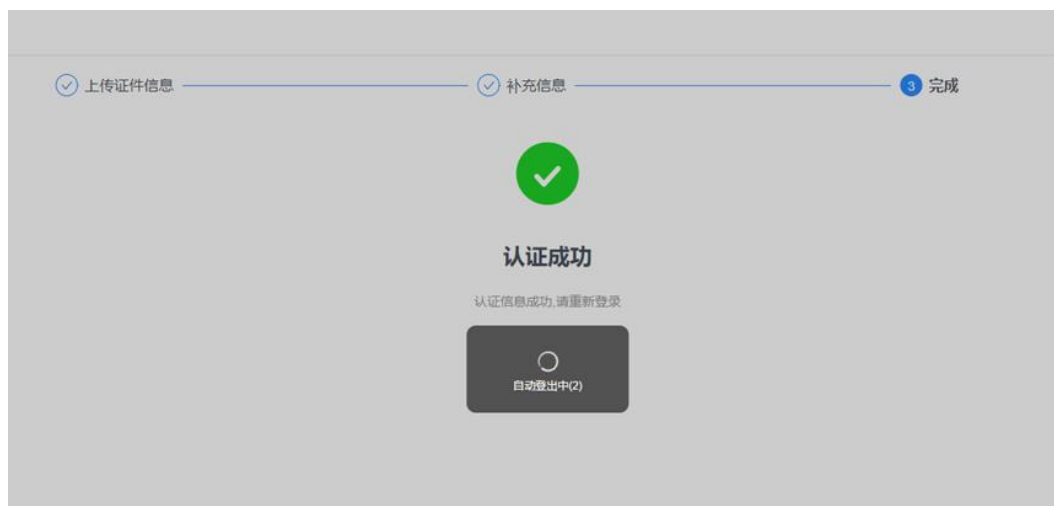 上传证件信息
补充信息
3 完成
认证成功
认证信息成功,请重新登录
自动登出中(2)